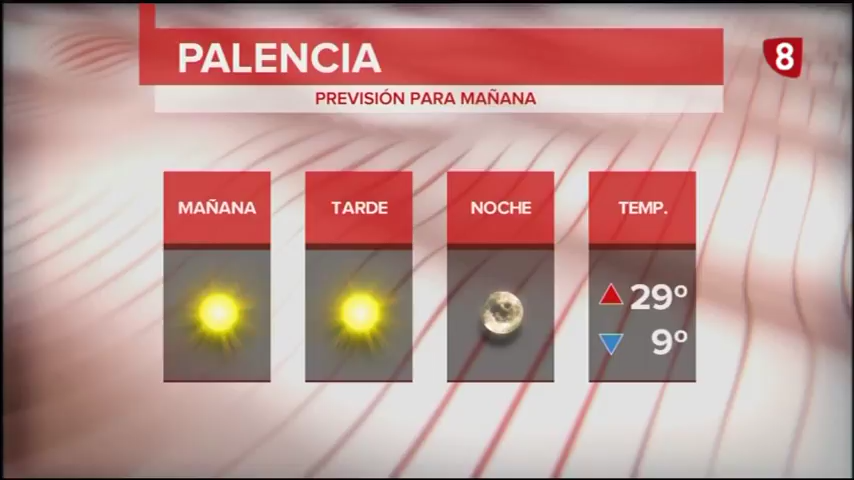 PALENCIA
8
PREVISIÓN PARA MAÑANA
MAÑANA
TARDE
NOCHE
TEMP.
29º
9º